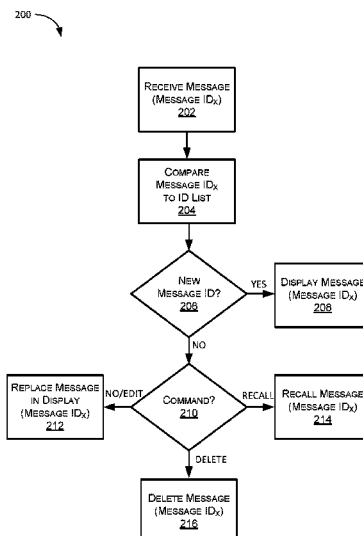 200
RECEIVE MESSAGE
(MESSAGE IDX)
202
COMPARE
MESSAGE IDX
TO ID LIST
204
NEW
MESSAGE ID?
206
YES
DISPLAY MESSAGE
(MESSAGE IDX)
208
NO
REPLACE MESSAGE
IN DISPLAY
(MESSAGE IDX)
212
NO/EDIT
COMMAND?
210
RECALL
RECALL MESSAGE
(MESSAGE IDX)
214
DELETE
DELETE MESSAGE
(MESSAGE IDX)
216